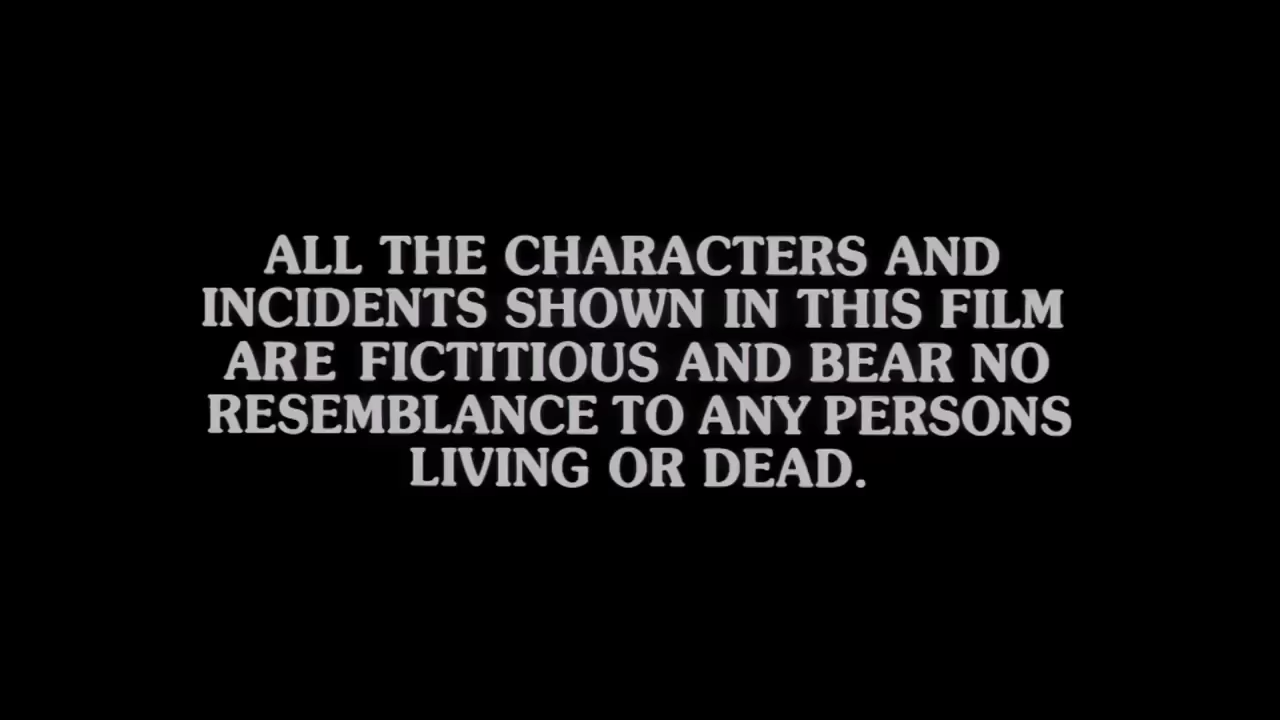 ALL THE CHARACTERS AND
INCIDENTS SHOWN IN THIS FILM
ARE FICTITIOUS AND BEAR NO
RESEMBLANCE TO ANY PERSONS
LIVING OR DEAD.